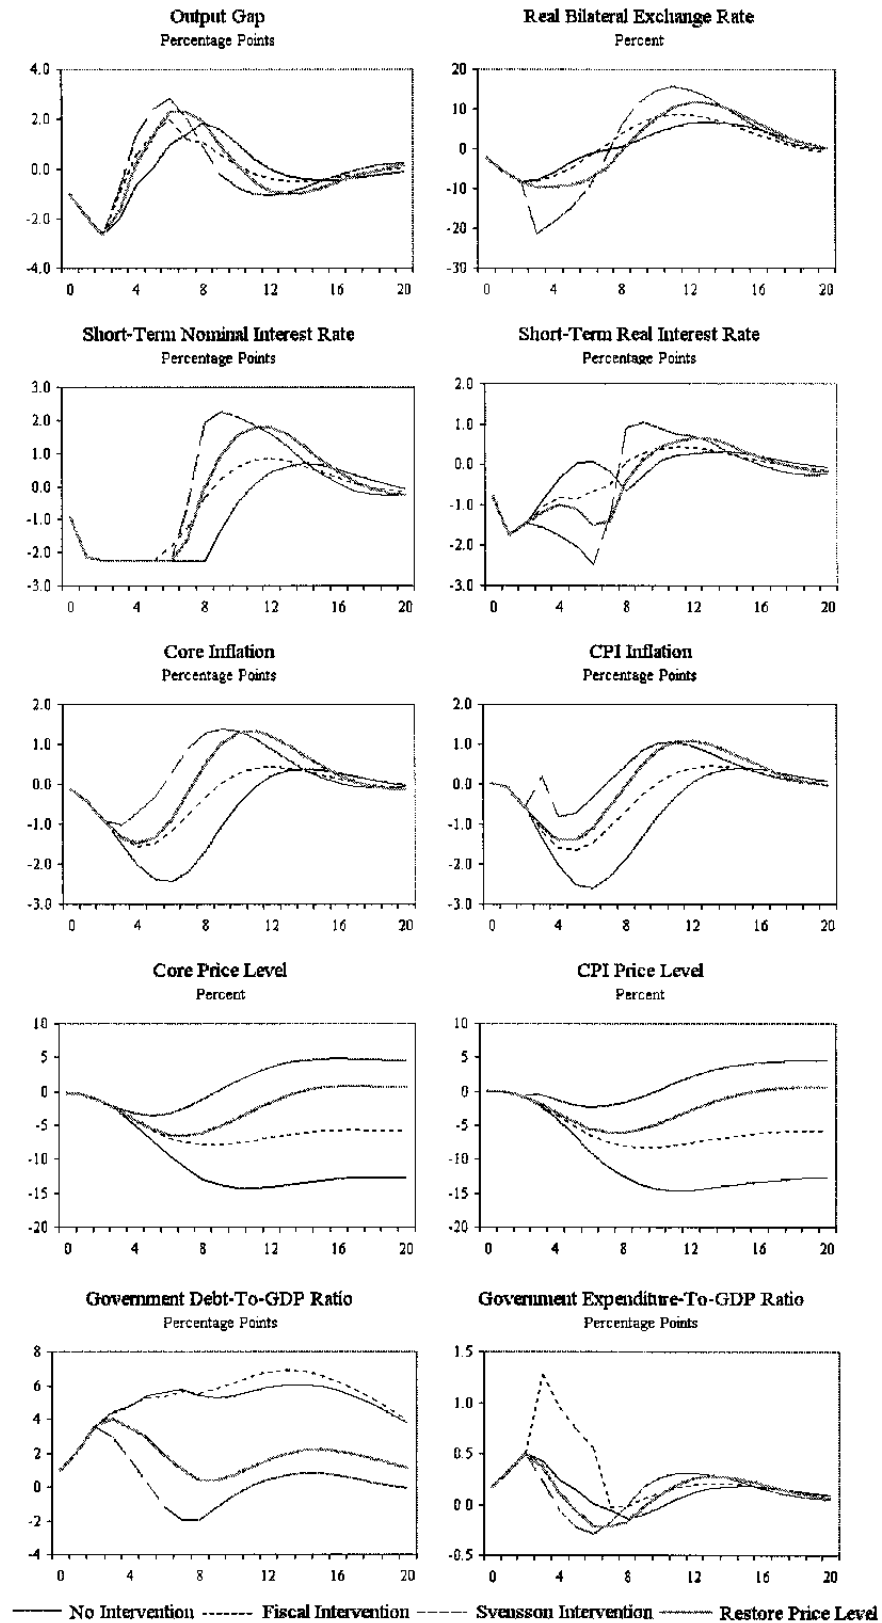 Output Gap
Percentage Points
4.0
2.0
0.0
-2.0
-4.0
0 4 8 12 16 20
Real Bilateral Exchange Rate
Percent
20
10
0
-10
-20
-30
0 4 8 12 16 20
Short-Term Nominal Interest Rate
Percentage Points
3.0
2.0
1.0
0.0
-1.0
-2.0
-3.0
0 4 8 12 16 20
Short-Term Real Interest Rate
Percentage Points
2.0
1.0
0.0
-1.0
-2.0
-3.0
0 4 8 12 16 20
Core Inflation
Percentage Points
2.0
1.0
0.0
-1.0
-2.0
-3.0
0 4 8 12 16 20
CPI Inflation
Percentage Points
2.0
1.0
0.0
-1.0
-2.0
-3.0
0 4 8 12 16 20
Core Price Level
Percent
10
5
0
-5
-10
-15
-20
0 4 8 12 16 20
CPI Price Level
Percent
10
5
0
-5
-10
-15
-20
0 4 8 12 16 20
Government Debt-To-GDP Ratio
Percentage Points
8
6
4
2
0
-2
-4
0 4 8 12 16 20
Government Expenditure-To-GDP Ratio
Percentage Points
1.5
1.0
0.5
0.0
-0.5
0 4 8 12 16 20
No Intervention Fiscal Intervention Svensson Intervention Restore Price Level